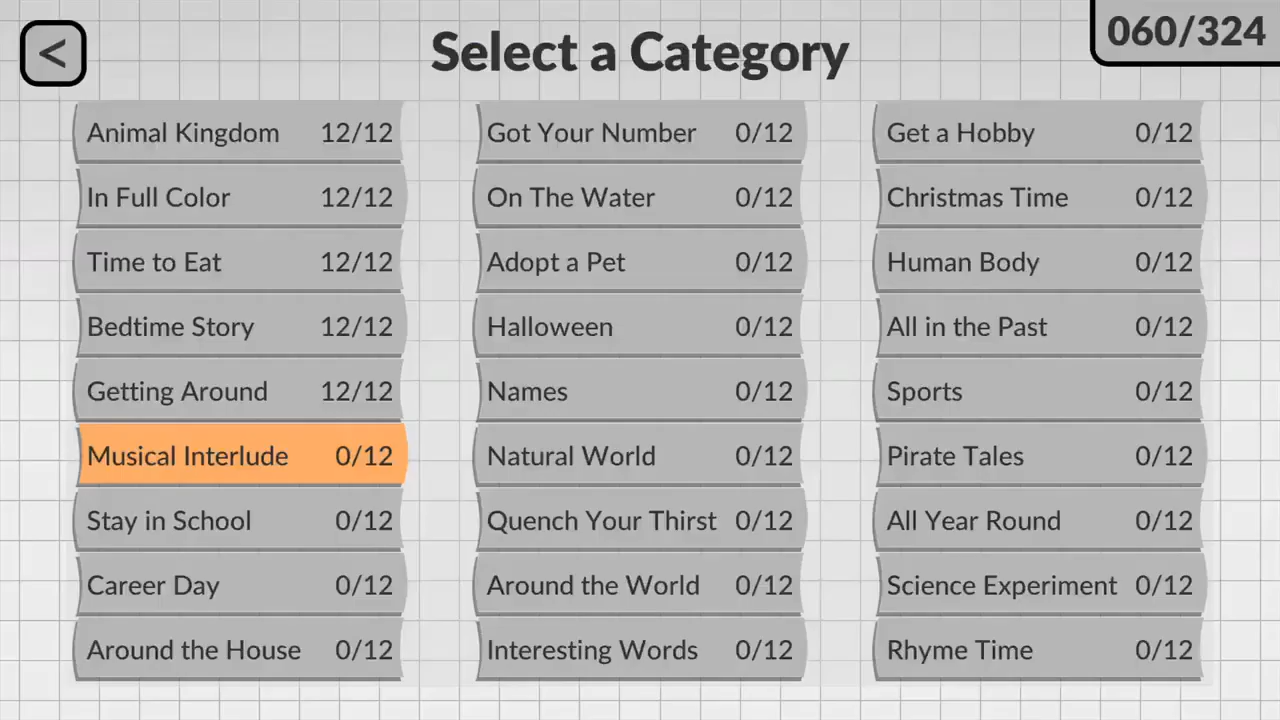 <
Select a Category
060/324
Animal Kingdom 12/12
In Full Color 12/12
Time to Eat 12/12
Bedtime Story 12/12
Getting Around 12/12
Musical Interlude 0/12
Stay in School 0/12
Career Day 0/12
Around the House 0/12
Got Your Number 0/12
On The Water 0/12
Adopt a Pet 0/12
Halloween 0/12
Names 0/12
Natural World 0/12
Quench Your Thirst 0/12
Around the World 0/12
Interesting Words 0/12
Get a Hobby 0/12
Christmas Time 0/12
Human Body 0/12
All in the Past 0/12
Sports 0/12
Pirate Tales 0/12
All Year Round 0/12
Science Experiment 0/12
Rhyme Time 0/12